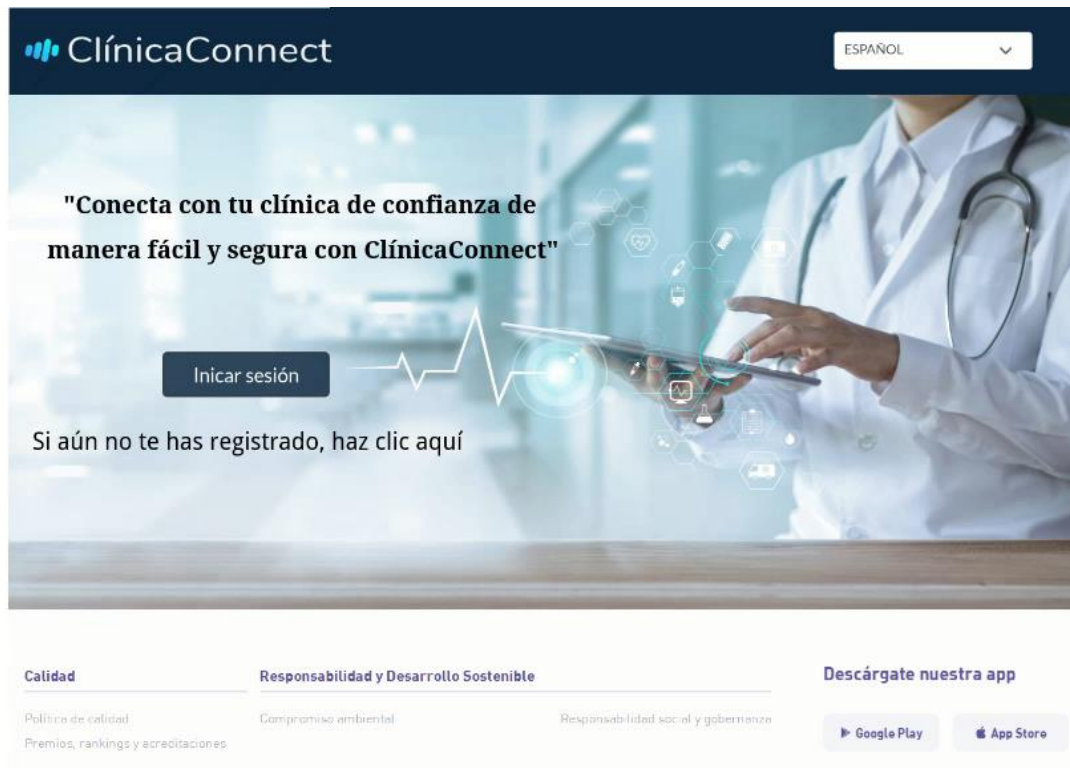 ClínicaConnect
ESPAÑOL
"Conecta con tu clínica de confianza de
manera fácil y segura con ClínicaConnect"
Inicar sesión
Si aún no te has registrado, haz clic aquí
Calidad
Responsabilidad y Desarrollo Sostenible
Descárgate nuestra app
Política de calidad
Compromiso ambiental
Responsabilidad social y gobernanza
Premios, rankings y acreditaciones
Google Play
App Store